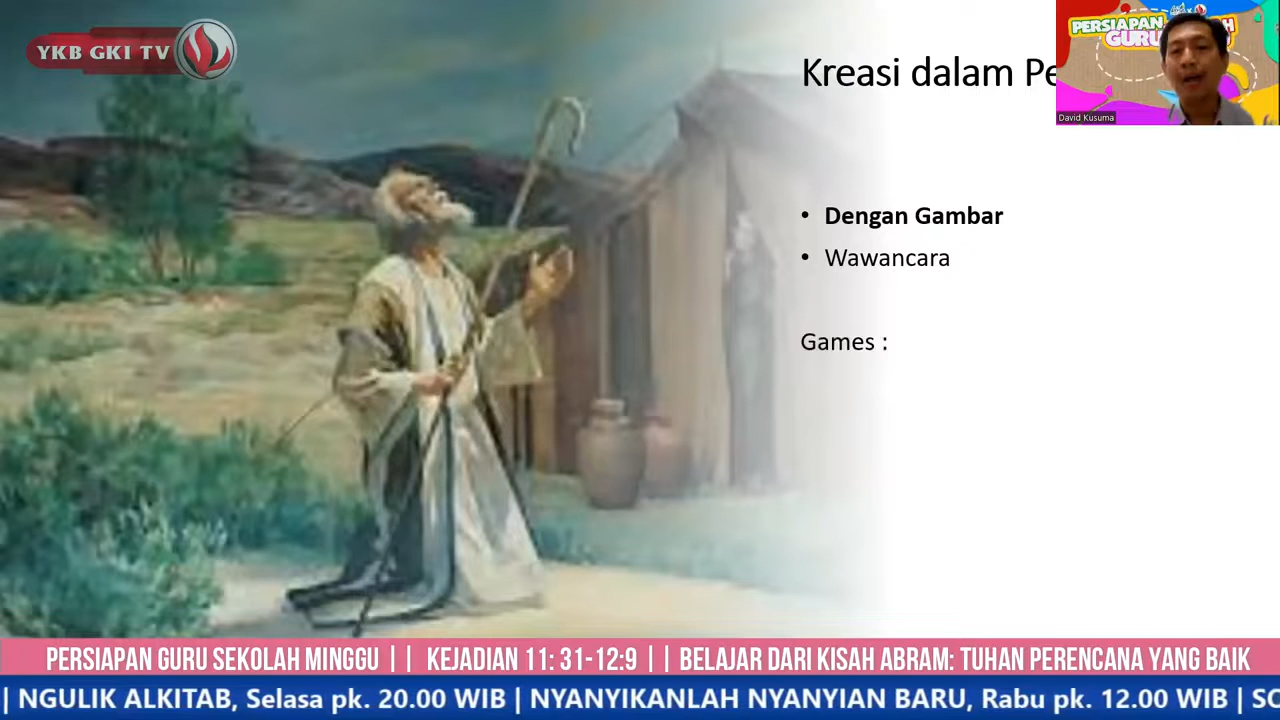 YKB GKI TV
Kreasi dalam
PERSIAPAN
GURU
David Kusuma
• Dengan Gambar
• Wawancara
Games :
PERSIAPAN GURU SEKOLAH MINGGU || KEJADIAN 11: 31-12:9 || BELAJAR DARI KISAH ABRAM: TUHAN PERENCANA YANG BAIK
| NGULIK ALKITAB, Selasa pk. 20.00 WIB | NYANYIKANLAH NYANYIAN BARU, Rabu pk. 12.00 WIB |